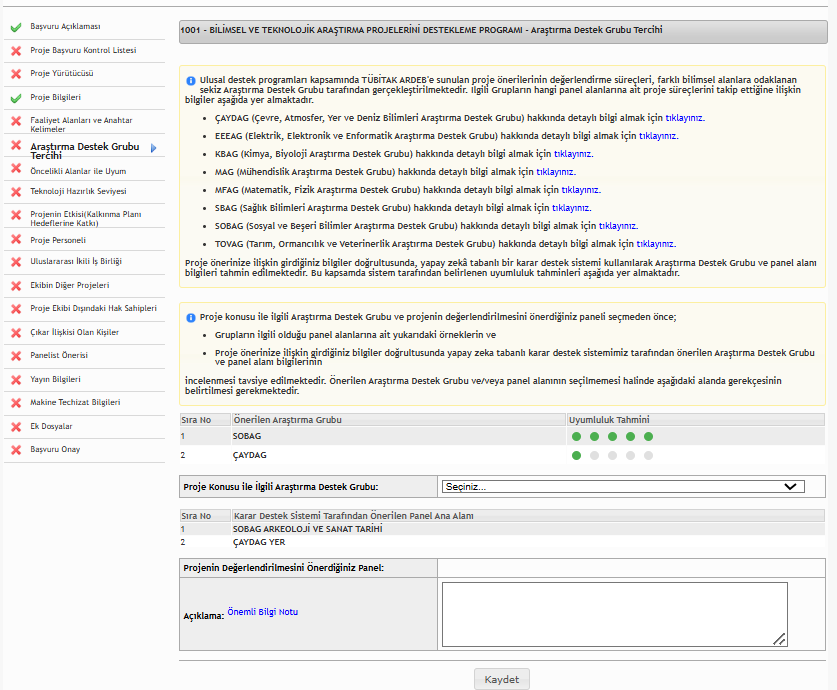 Başvuru Açıklaması
Proje Başvuru Kontrol Listesi
Proje Yürütücüsü
Proje Bilgileri
Faaliyet Alanları ve Anahtar
Kelimeler
Araştırma Destek Grubu
Tercihi
Öncelikli Alanlar ile Uyum
Teknoloji Hazırlık Seviyesi
Projenin Etkisi(Kalkınma Planı
Hedeflerine Katkı)
Proje Personeli
Uluslararası İkili İş Birliği
Ekibin Diğer Projeleri
Proje Ekibi Dışındaki Hak Sahipleri
Çıkar İlişkisi Olan Kişiler
Panelist Önerisi
Yayın Bilgileri
Makine Techizat Bilgileri
Ek Dosyalar
Başvuru Onay
1001 - BİLİMSEL VE TEKNOLOJİK ARAŞTIRMA PROJELERİNİ DESTEKLEME PROGRAMI - Araştırma Destek Grubu Tercihi
Ulusal destek programları kapsamında TÜBİTAK ARDEB'e sunulan proje önerilerinin değerlendirme süreçleri, farklı bilimsel alanlara odaklanan
sekiz Araştırma Destek Grubu tarafından gerçekleştirilmektedir. İlgili Grupların hangi panel alanlarına ait proje süreçlerini takip ettiğine ilişkin
bilgiler aşağıda yer almaktadır.
• ÇAYDAG (Çevre, Atmosfer, Yer ve Deniz Bilimleri Araştırma Destek Grubu) hakkında detaylı bilgi almak için tıklayınız.
• EEEAG (Elektrik, Elektronik ve Enformatik Araştırma Destek Grubu) hakkında detaylı bilgi almak için tıklayınız.
• KBAG (Kimya, Biyoloji Araştırma Destek Grubu) hakkında detaylı bilgi almak için tıklayınız.
• MAG (Mühendislik Araştırma Destek Grubu) hakkında detaylı bilgi almak için tıklayınız.
• MFAG (Matematik, Fizik Araştırma Destek Grubu) hakkında detaylı bilgi almak için tıklayınız.
• SBAG (Sağlık Bilimleri Araştırma Destek Grubu) hakkında detaylı bilgi almak için tıklayınız.
• SOBAG (Sosyal ve Beşeri Bilimler Araştırma Destek Grubu) hakkında detaylı bilgi almak için tıklayınız.
• TOVAG (Tarım, Ormancılık ve Veterinerlik Araştırma Destek Grubu) hakkında detaylı bilgi almak için tıklayınız.
Proje önerinize ilişkin girdiğiniz bilgiler doğrultusunda, yapay zekâ tabanlı bir karar destek sistemi kullanılarak Araştırma Destek Grubu ve panel alanı
bilgileri tahmin edilmektedir. Bu kapsamda sistem tarafından belirlenen uyumluluk tahminleri aşağıda yer almaktadır.
Proje konusu ile ilgili Araştırma Destek Grubu ve projenin değerlendirilmesini önerdiğiniz paneli seçmeden önce;
• Grupların ilgili olduğu panel alanlarına ait yukarıdaki örneklerin ve
• Proje önerinize ilişkin girdiğiniz bilgiler doğrultusunda yapay zeka tabanlı karar destek sistemimiz tarafından önerilen Araştırma Destek Grubu
ve panel alanı bilgilerinin
incelenmesi tavsiye edilmektedir. Önerilen Araştırma Destek Grubu ve/veya panel alanının seçilmemesi halinde aşağıdaki alanda gerekçesinin
belirtilmesi gerekmektedir.
Sıra No Önerilen Araştırma Grubu Uyumluluk Tahmini
1 SOBAG
2 ÇAYDAG
Proje Konusu ile ilgili Araştırma Destek Grubu: Seçiniz...
Sıra No Karar Destek Sistemi Tarafından Önerilen Panel Ana Alanı
1 SOBAG ARKEOLOJİ VE SANAT TARİHİ
2 ÇAYDAG YER
Projenin Değerlendirilmesini Önerdiğiniz Panel:
Açıklama: Önemli Bilgi Notu
Kaydet